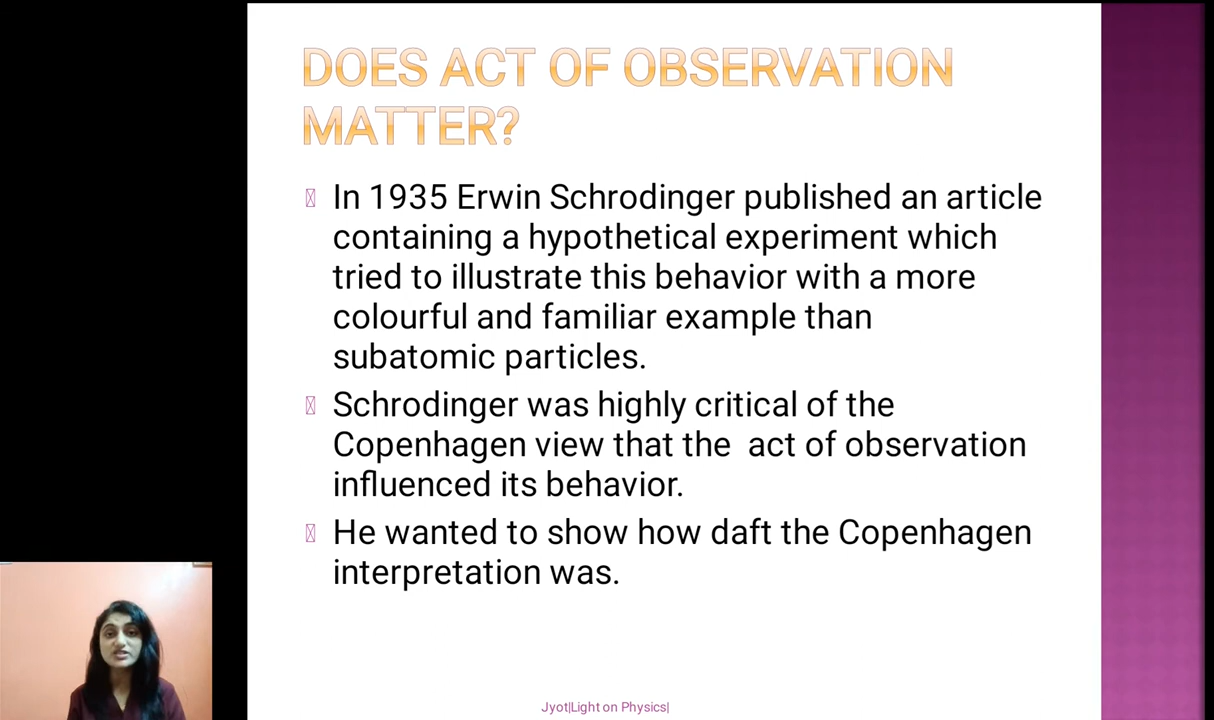 DOES ACT OF OBSERVATION
MATTER?
In 1935 Erwin Schrodinger published an article
containing a hypothetical experiment which
tried to illustrate this behavior with a more
colourful and familiar example than
subatomic particles.
Schrodinger was highly critical of the
Copenhagen view that the  act of observation
influenced its behavior.
He wanted to show how daft the Copenhagen
interpretation was.
Jyot|Light on Physics|